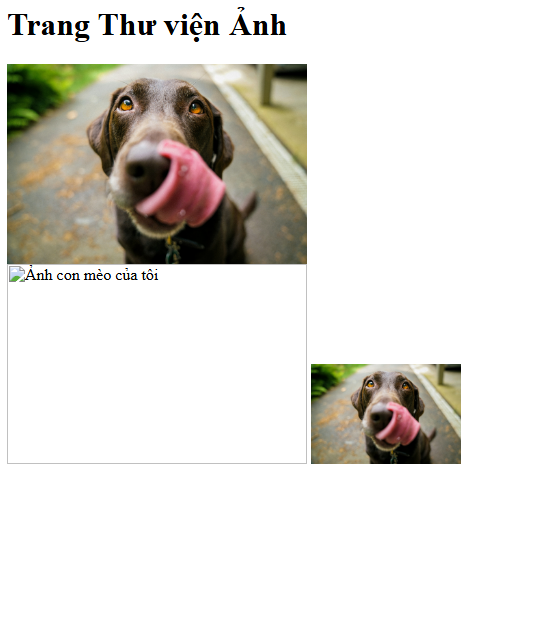 Trang Thư viện Ảnh
Ảnh con mèo của tôi